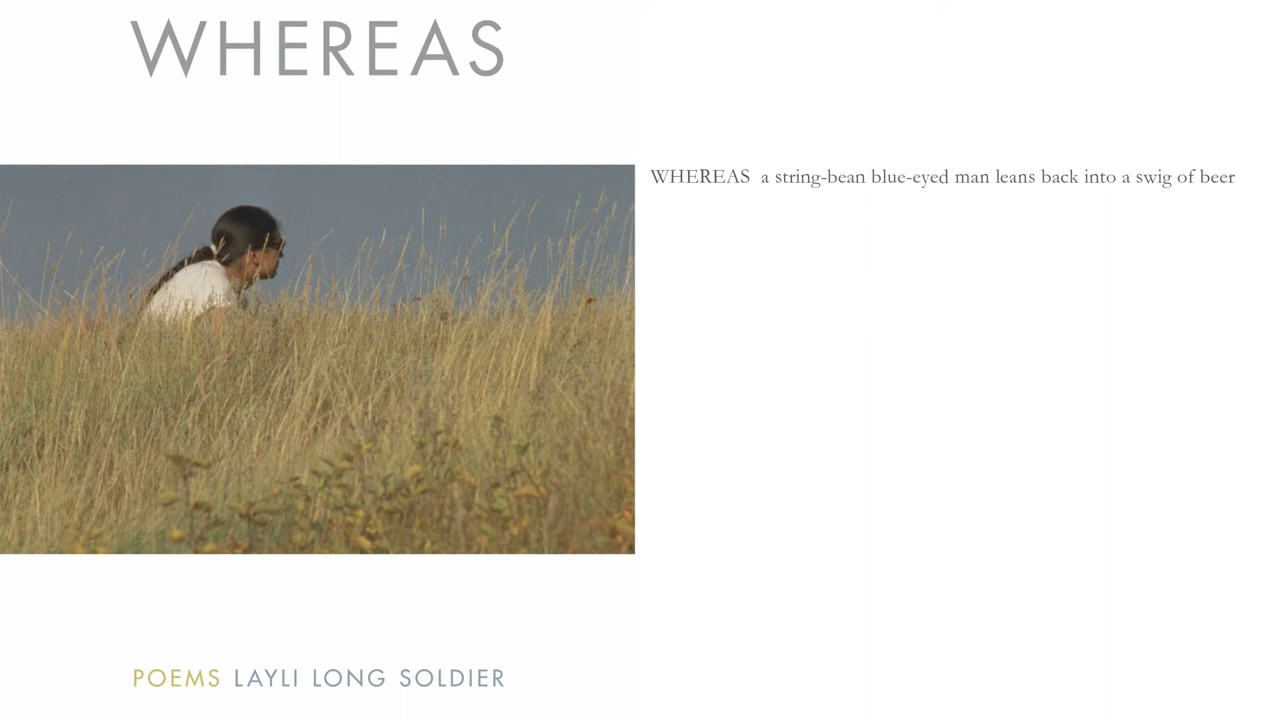 WHEREAS
WHEREAS a string-bean blue-eyed man leans back into a swig of beer
POEMS LAYLI LONG SOLDIER